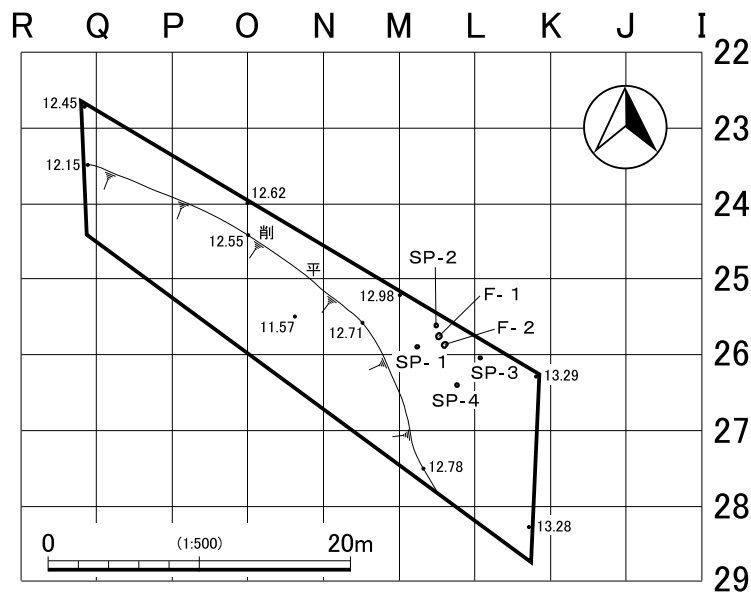 R Q P O N M L K J I
22
12.45
23
12.15
12.62
24
削
12.55
SP-2
平
25
12.98
F-1
11.57
12.71
F-2
26
SP-1
SP-3
13.29
SP-4
27
12.78
28
13.28
0 (1:500) 20m
29